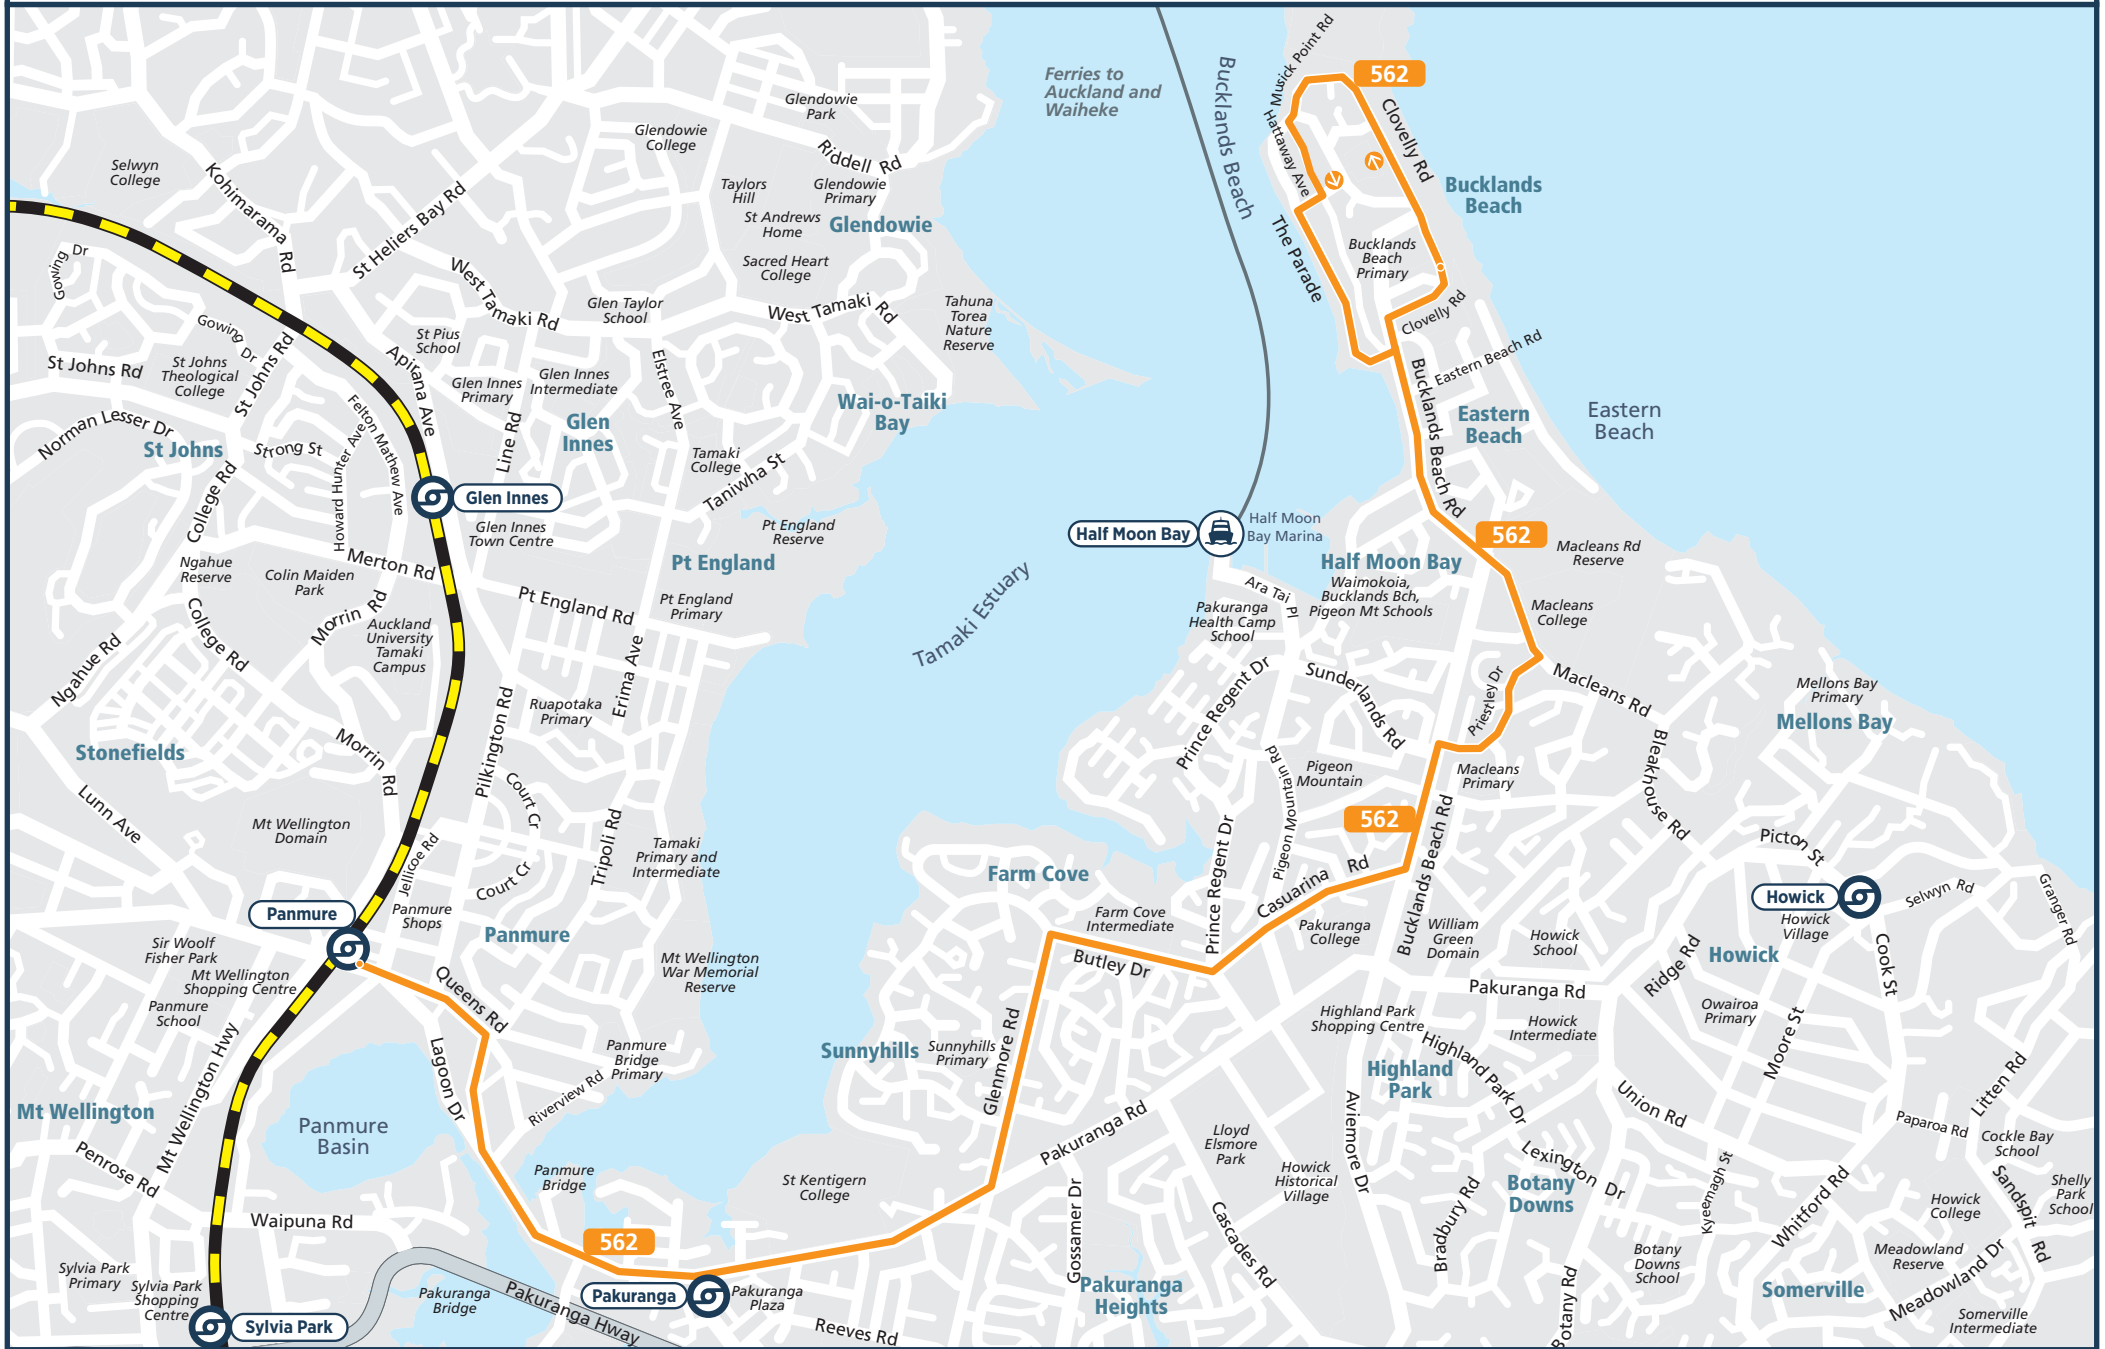 Musick Point Rd
562
Ferries to
Auckland and
Waiheke
Bucklands Beach
Glendowie
Park
Glendowie
College
Riddell Rd
Clovelly Rd
Hattaway Ave
Selwyn
College
Kohimarama Rd
St Heliers Bay Rd
Taylors
Hill
Glendowie
Primary
St Andrews
Home
Glendowie
Bucklands
Beach
Gowing Dr
The Parade
Bucklands
Beach
Primary
Sacred Heart
College
West Tamaki Rd
Glen Taylor
School
West Tamaki Rd
Tahuna
Torea
Nature
Reserve
Clovelly Rd
Gowing Dr
St Johns Rd
St Pius
School
Apirana Ave
Eastern Beach Rd
St Johns Rd
St Johns
Theological
College
Glen Innes
Primary
Glen Innes
Intermediate
Elstree Ave
Bucklands Beach Rd
Wai-o-Taiki
Bay
Eastern
Beach
Eastern
Beach
Norman Lesser Dr
St Johns
Strong St
Felton Mathew Ave
Howard Hunter Ave
Line Rd
Glen
Innes
Tamaki
College
Taniwha St
College Rd
Glen Innes
Glen Innes
Town Centre
Pt England
Reserve
Half Moon Bay
Half Moon
Bay Marina
562
Macleans Rd
Reserve
Half Moon Bay
Waimokoia,
Bucklands Bch,
Pigeon Mt Schools
Ngahue
Reserve
Colin Maiden
Park
Merton Rd
Pt England
Pt England Rd
Pt England
Primary
Tamaki Estuary
Ara Tai Pl
Pakuranga
Health Camp
School
Macleans
College
College Rd
Morrin Rd
Auckland
University
Tamaki
Campus
Ngahue Rd
Erima Ave
Ruapotaka
Primary
Pilkington Rd
Prince Regent Dr
Sunderlands Rd
Priestley Dr
Macleans Rd
Mellons Bay
Primary
Mellons Bay
Stonefields
Morrin Rd
Court Cr
Pigeon Mountain Rd
Pigeon
Mountain
Macleans
Primary
Bleakhouse Rd
Lunn Ave
Mt Wellington
Domain
Jellicoe Rd
Tripoli Rd
Court Cr
Tamaki
Primary and
Intermediate
562
Prince Regent Dr
Casuarina Rd
Bucklands Beach Rd
Picton St
Farm Cove
Howick
Howick
Village
Selwyn Rd
Granger Rd
Panmure
Panmure
Shops
Panmure
Farm Cove
Intermediate
Pakuranga
College
William
Green
Domain
Howick
School
Howick
Cook St
Sir Woolf
Fisher Park
Mt Wellington
Shopping Centre
Panmure
School
Queens Rd
Mt Wellington
War Memorial
Reserve
Butley Dr
Ridge Rd
Pakuranga Rd
Owairoa
Primary
Highland Park
Shopping Centre
Howick
Intermediate
Moore St
Mt Wellington Hwy
Lagoon Dr
Panmure
Bridge
Primary
Riverview Rd
Sunnyhills
Sunnyhills
Primary
Glenmore Rd
Highland Park Dr
Highland
Park
Union Rd
Litten Rd
Mt Wellington
Penrose Rd
Panmure
Basin
Pakuranga Rd
Aviemore Dr
Lloyd
Elsmore
Park
Howick
Historical
Village
Lexington Dr
Paparoa Rd
Cockle Bay
School
Panmure
Bridge
St Kentigern
College
Botany
Downs
Kyeemagh St
Whitford Rd
Howick
College
Sandspit Rd
Shelly
Park
School
Waipuna Rd
562
Gossamer Dr
Cascades Rd
Bradbury Rd
Botany
Downs
School
Meadowland
Reserve
Meadowland Dr
Sylvia Park
Primary
Sylvia Park
Shopping
Centre
Sylvia Park
Pakuranga
Bridge
Pakuranga Hway
Pakuranga
Pakuranga
Plaza
Reeves Rd
Pakuranga
Heights
Botany Rd
Somerville
Somerville
Intermediate